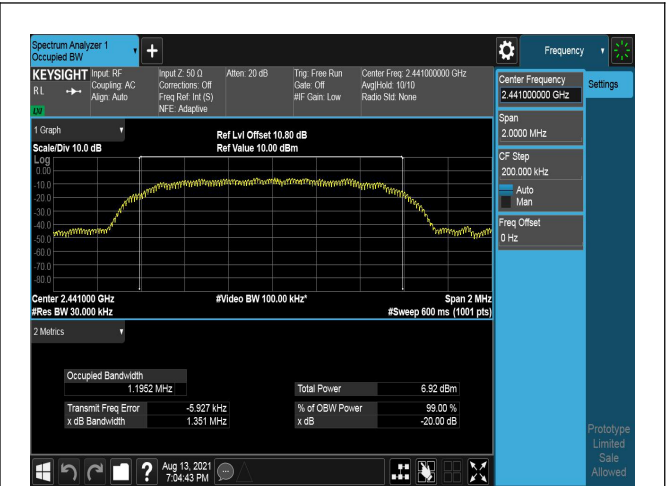 Spectrum Analyzer 1
Occupied BW
Frequency
KEYSIGHT
Input: RF
Input Z: 50 Ω
Atten: 20 dB
Trig: Free Run
Center Freq: 2.441000000 GHz
RL
Coupling: AC
Corrections: Off
Gate: Off
Avg|Hold: 10/10
Align: Auto
Freq Ref: Int (S)
#IF Gain: Low
Radio Std: None
NFE: Adaptive
Center Frequency
2.441000000 GHz
Settings
Span
2.0000 MHz
CF Step
200.000 kHz
Auto
Man
Freq Offset
0 Hz
1 Graph
Ref Lvl Offset 10.80 dB
Scale/Div 10.0 dB
Ref Value 10.00 dBm
Log
0.00
-10.0
-20.0
-30.0
-40.0
-50.0
-60.0
-70.0
-80.0
Center 2.441000 GHz
#Video BW 100.00 kHz*
Span 2 MHz
#Res BW 30.000 kHz
#Sweep 600 ms (1001 pts)
2 Metrics
Occupied Bandwidth
1.1952 MHz
Total Power
6.92 dBm
Transmit Freq Error
-5.927 kHz
% of OBW Power
99.00 %
x dB Bandwidth
1.351 MHz
x dB
-20.00 dB
Prototype
Limited
Sale
Allowed
?
Aug 13, 2021
7:04:43 PM